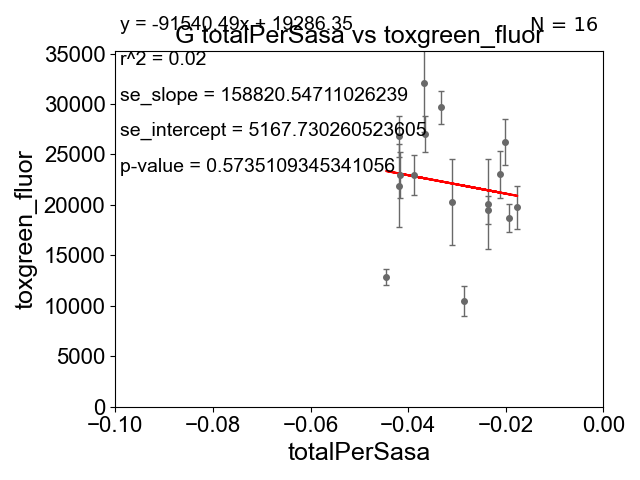 y = -91540.49x + 19286.35
N = 16
G totalPerSasa vs toxgreen_fluor
r^2 = 0.02
se_slope = 158820.54711026239
se_intercept = 5167.730260523605
p-value = 0.5735109345341056
toxgreen_fluor
35000
30000
25000
20000
15000
10000
5000
0
−0.10
−0.08
−0.06
−0.04
−0.02
0.00
totalPerSasa